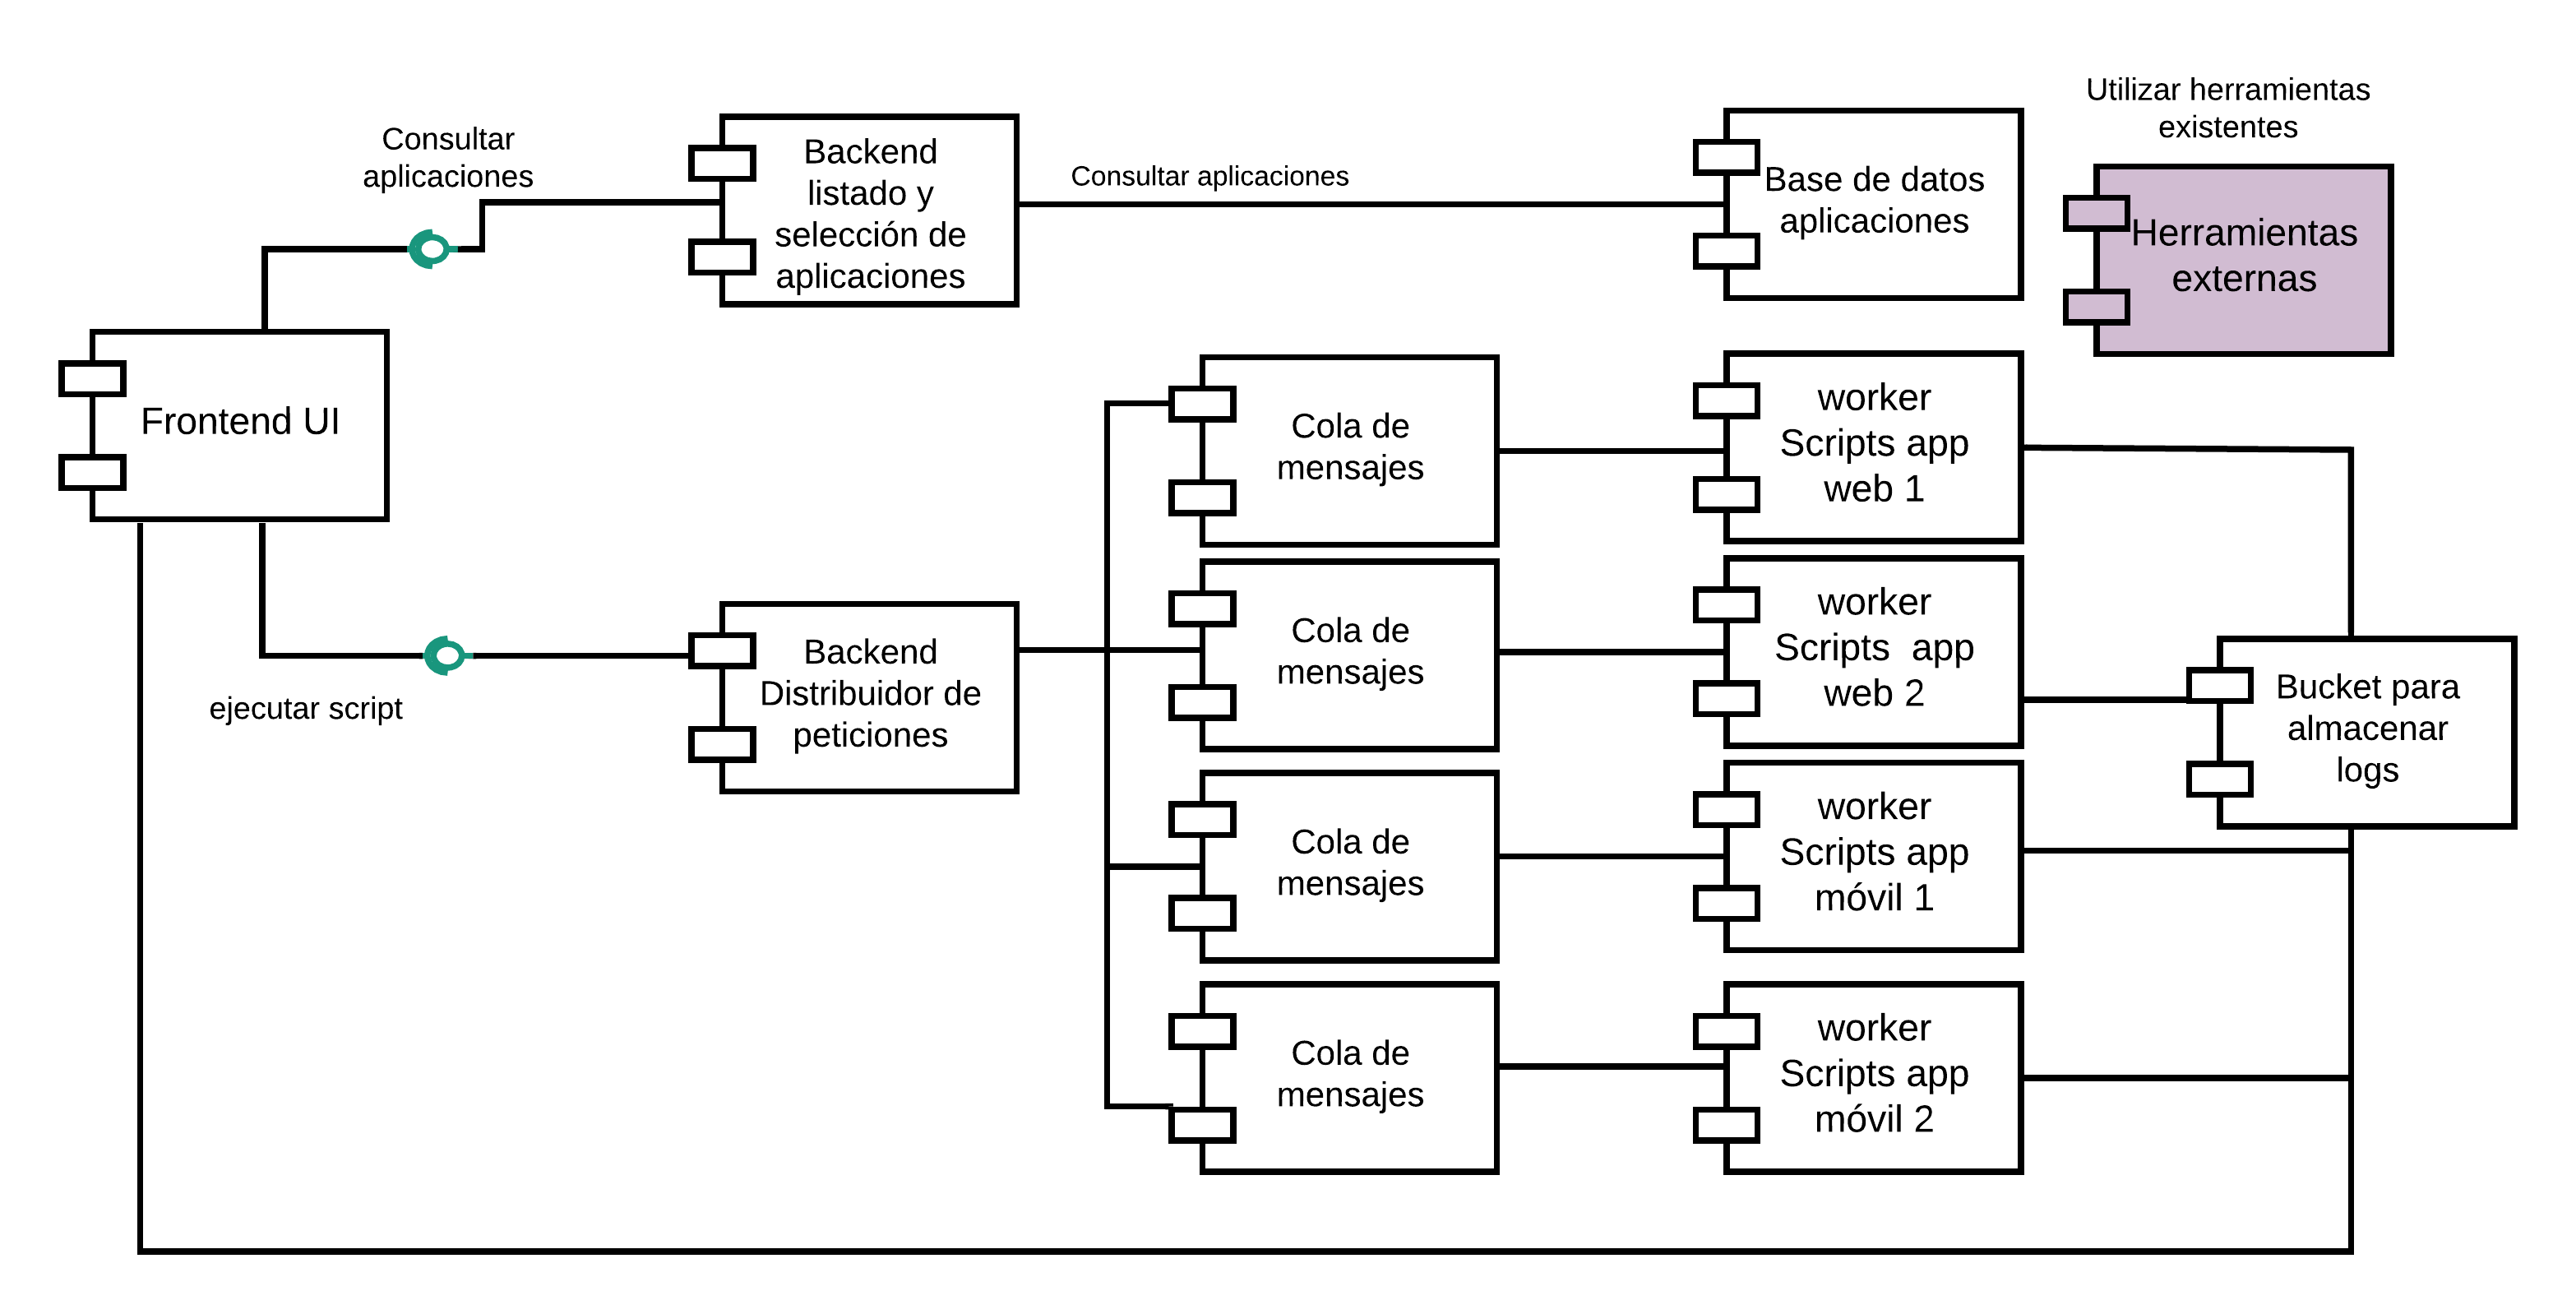 Utilizar herramientas
existentes
Consultar
aplicaciones
Backend
listado y
selección de
aplicaciones
Consultar aplicaciones
Base de datos
aplicaciones
Herramientas
externas
Frontend UI
Cola de
mensajes
worker
Scripts app
web 1
ejecutar script
Backend
Distribuidor de
peticiones
Cola de
mensajes
worker
Scripts  app
web 2
Bucket para
almacenar
logs
Cola de
mensajes
worker
Scripts app
móvil 1
Cola de
mensajes
worker
Scripts app
móvil 2